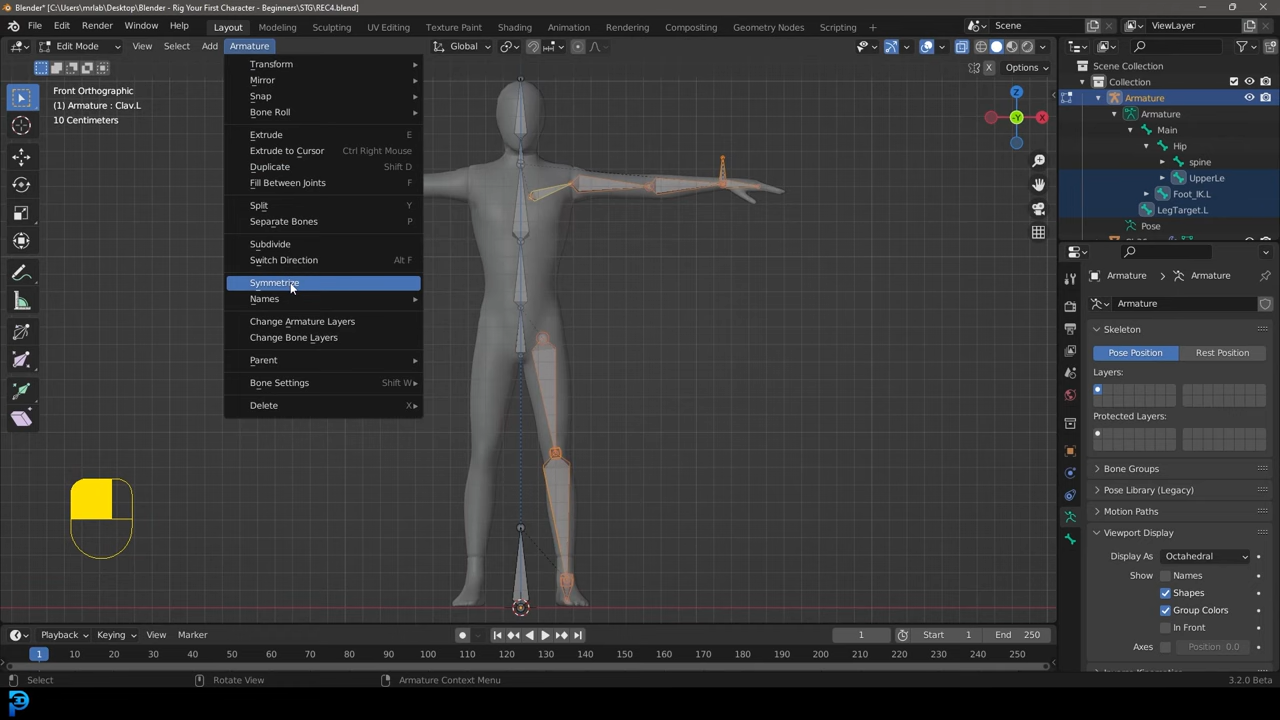 Blender* [C:\Users\mrlab\Desktop\Blender - Rig Your First Character - Beginners\STG\REC4.blend]
File Edit Render Window Help Layout Modeling Sculpting UV Editing Texture Paint Shading Animation Rendering Compositing Geometry Nodes Scripting Scene ViewLayer
Edit Mode View Select Add Armature Global
X Options
Front Orthographic
(1) Armature : Clav.L
10 Centimeters
Transform
Mirror
Snap
Bone Roll
Extrude E
Extrude to Cursor Ctrl Right Mouse
Duplicate Shift D
Fill Between Joints F
Split Y
Separate Bones P
Subdivide
Switch Direction Alt F
Symmetrize
Names
Change Armature Layers
Change Bone Layers
Parent
Bone Settings Shift W
Delete X
Z
-Y
X
Scene Collection
Collection
Armature
Armature
Main
Hip
spine
UpperLe
Foot_IK.L
LegTarget.L
Pose
Armature Armature
Armature
Skeleton
Pose Position Rest Position
Layers:
Protected Layers:
Bone Groups
Pose Library (Legacy)
Motion Paths
Viewport Display
Display As Octahedral
Show Names
Shapes
Group Colors
In Front
Axes Position 0.0
Playback Keying View Marker 1 Start 1 End 250
1 10 20 30 40 50 60 70 80 90 100 110 120 130 140 150 160 170 180 190 200 210 220 230 240 250
Select Rotate View Armature Context Menu 3.2.0 Beta